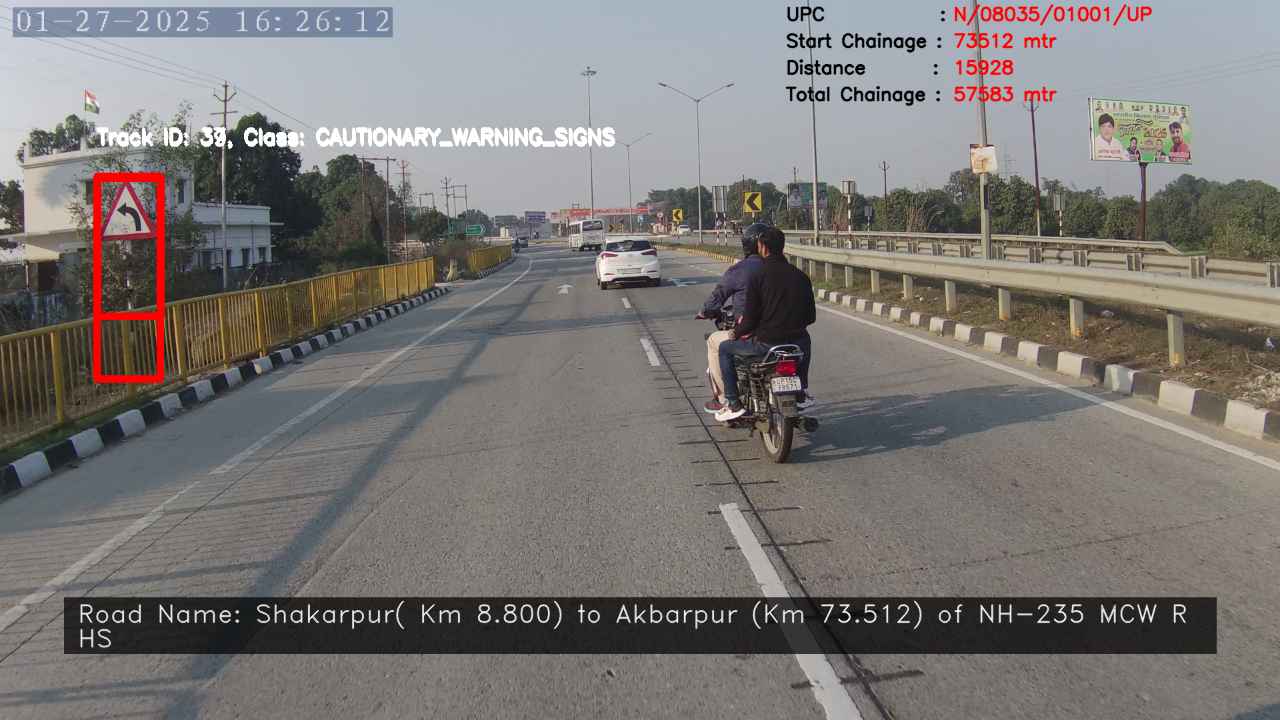 01-27-2025 16:26:12
UPC : N/08035/01001/UP
Start Chainage : 73512 mtr
Distance : 15928
Total Chainage : 57583 mtr
Track ID: 39, Class: CAUTIONARY_WARNING_SIGNS
Road Name: Shakarpur( Km 8.800) to Akbarpur (Km 73.512) of NH-235 MCW R
HS